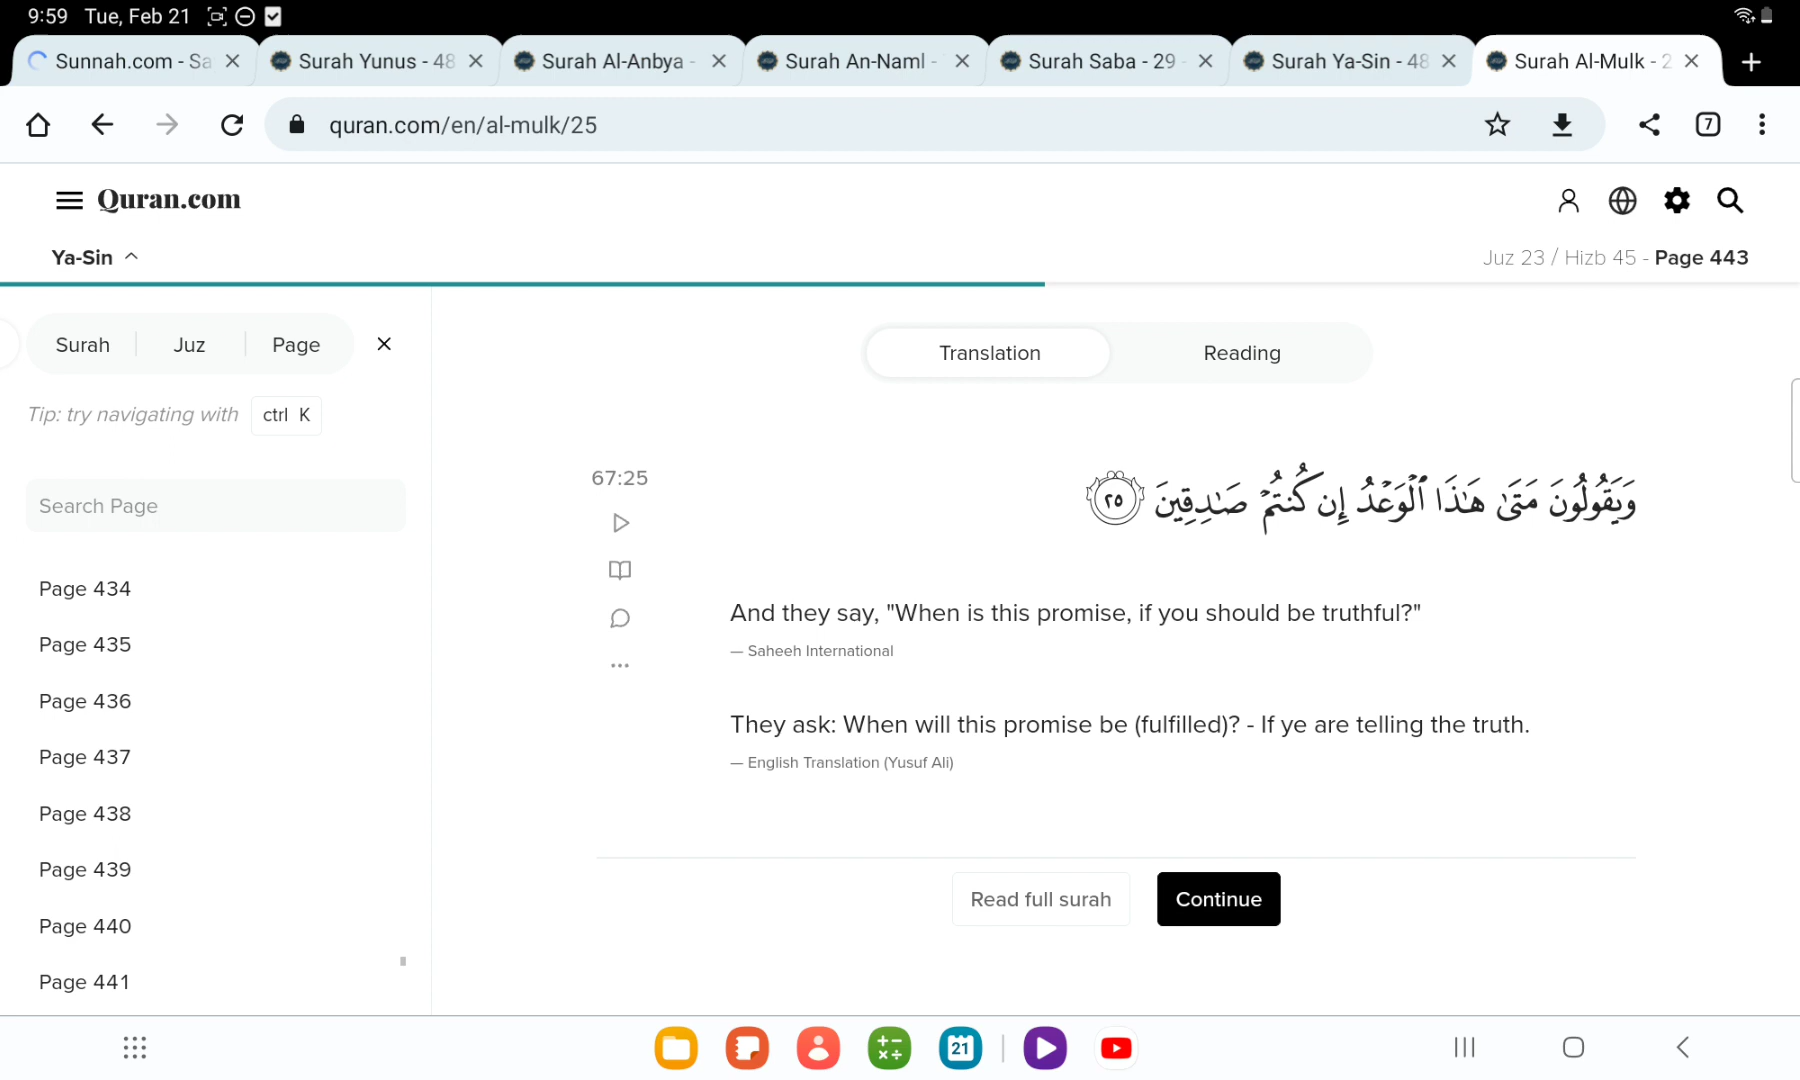 9:59 Tue, Feb 21
Sunnah.com - Sa
Surah Yunus - 48
Surah Al-Anbya -
Surah An-Naml -
Surah Saba - 29 -
Surah Ya-Sin - 48
Surah Al-Mulk - 2
quran.com/en/al-mulk/25
7
Quran.com
Ya-Sin
Juz 23 / Hizb 45 - Page 443
Surah Juz Page
Tip: try navigating with ctrl K
Search Page
Page 434
Page 435
Page 436
Page 437
Page 438
Page 439
Page 440
Page 441
Translation Reading
67:25
وَيَقُولُونَ مَتَىٰ هَـٰذَا ٱلْوَعْدُ إِن كُنتُمْ صَـٰدِقِينَ ٢٥
And they say, "When is this promise, if you should be truthful?"
— Saheeh International
They ask: When will this promise be (fulfilled)? - If ye are telling the truth.
— English Translation (Yusuf Ali)
Read full surah Continue
21